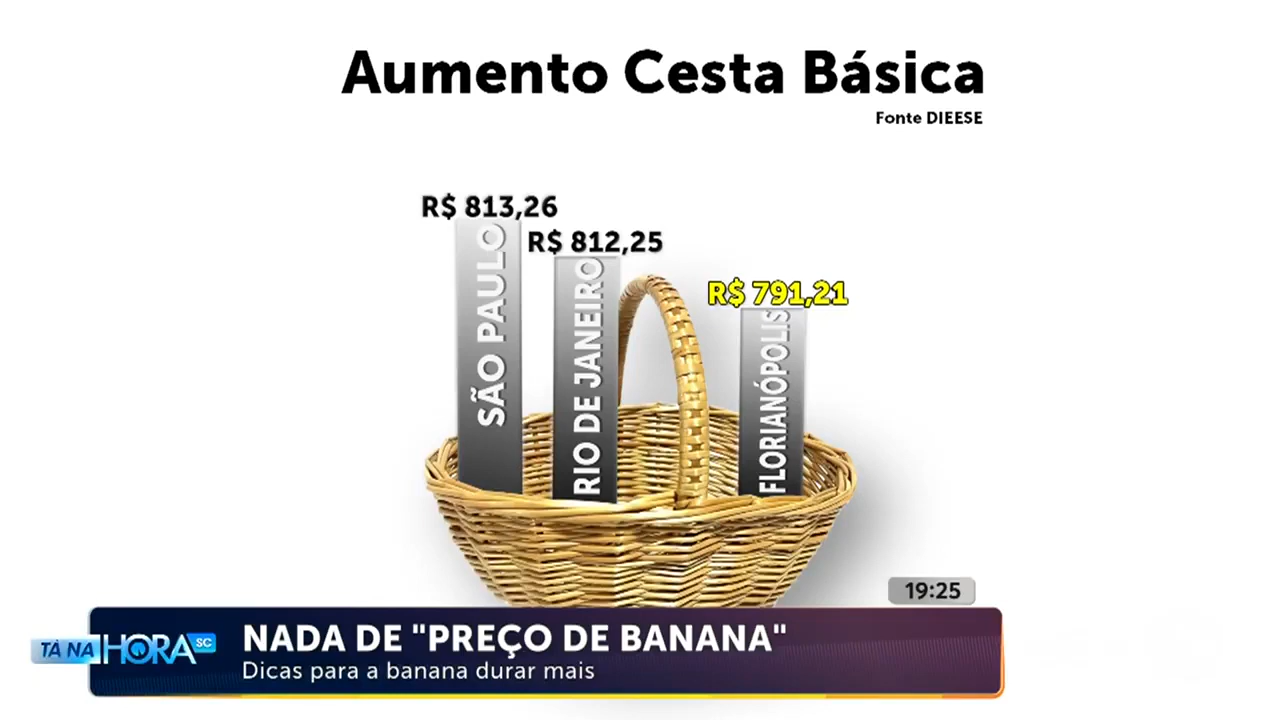 Aumento Cesta Básica
Fonte DIEESE
R$ 813,26
R$ 812,25
R$ 791,21
SÃO PAULO
RIO DE JANEIRO
FLORIANÓPOLIS
19:25
TÁ NA HORA SC
NADA DE "PREÇO DE BANANA"
Dicas para a banana durar mais